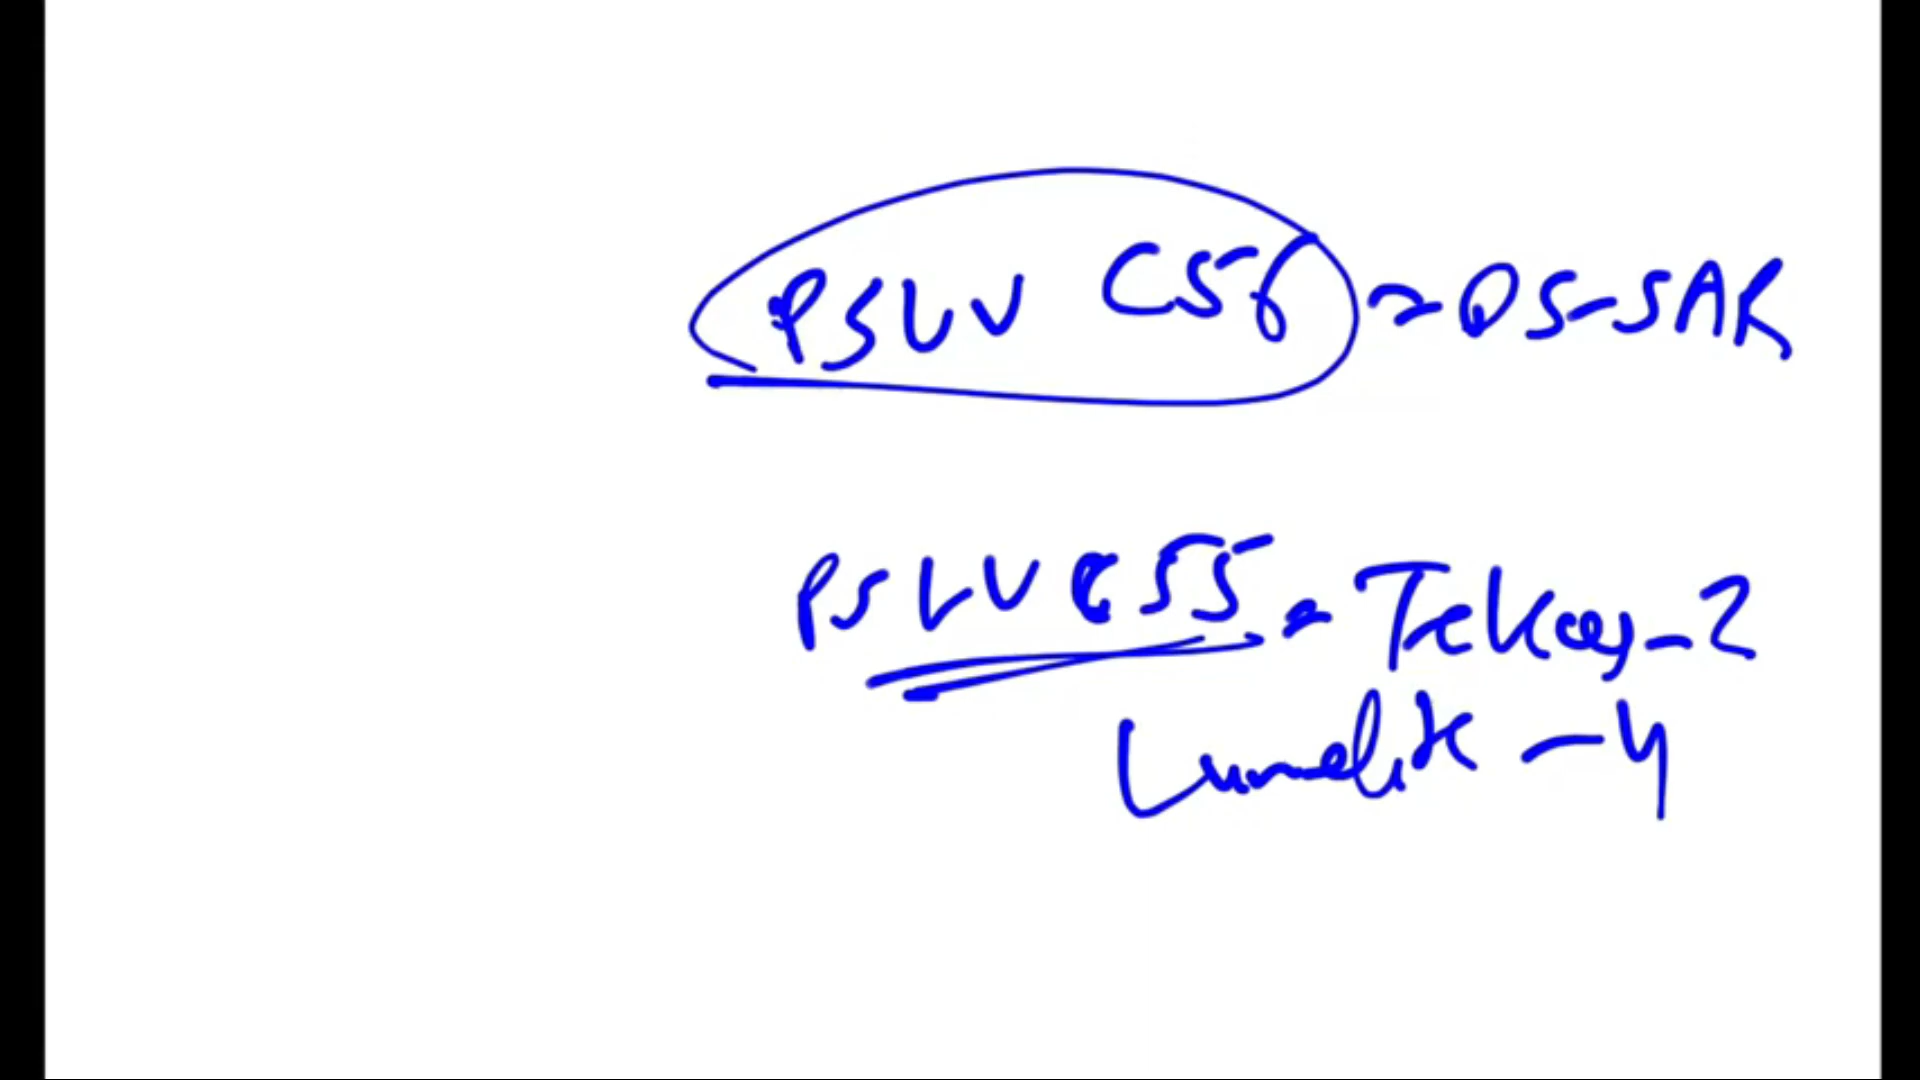 PSLV C56 ~ DS-SAR
PSLV C55 = TeLEOS-2
Lumelite -4